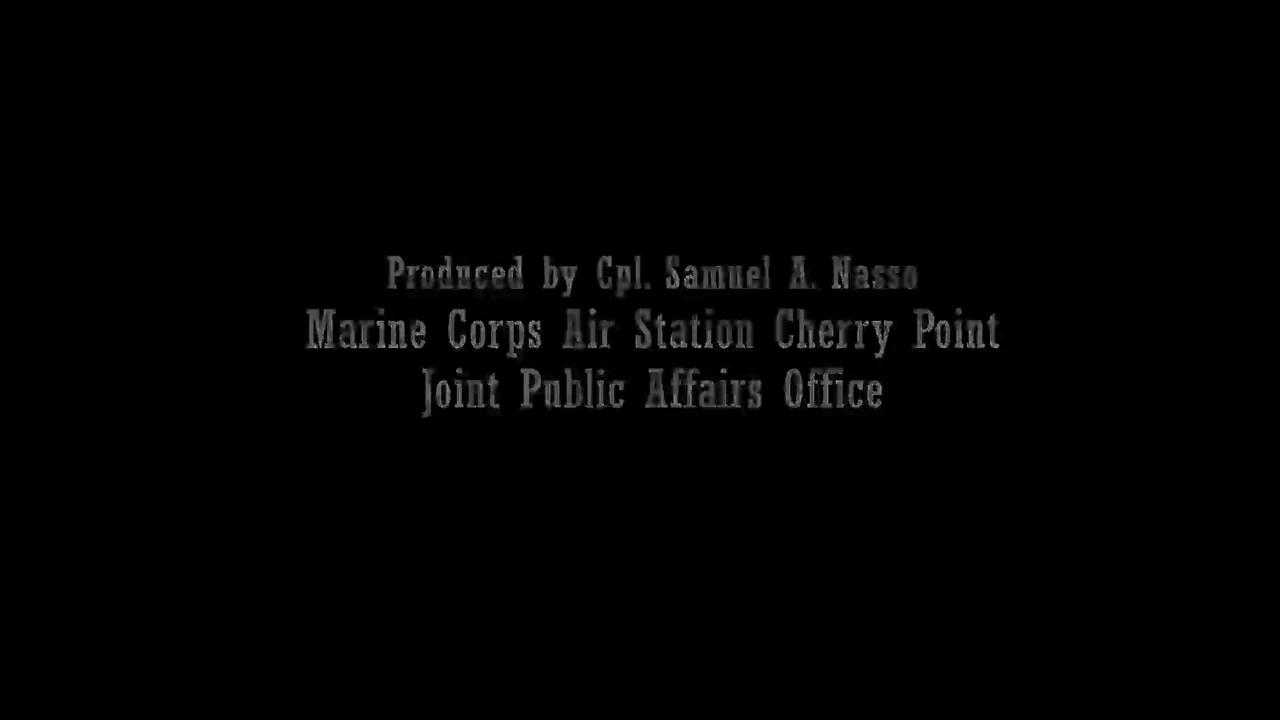 Produced by Cpl. Samuel A. Nasso
Marine Corps Air Station Cherry Point
Joint Public Affairs Office